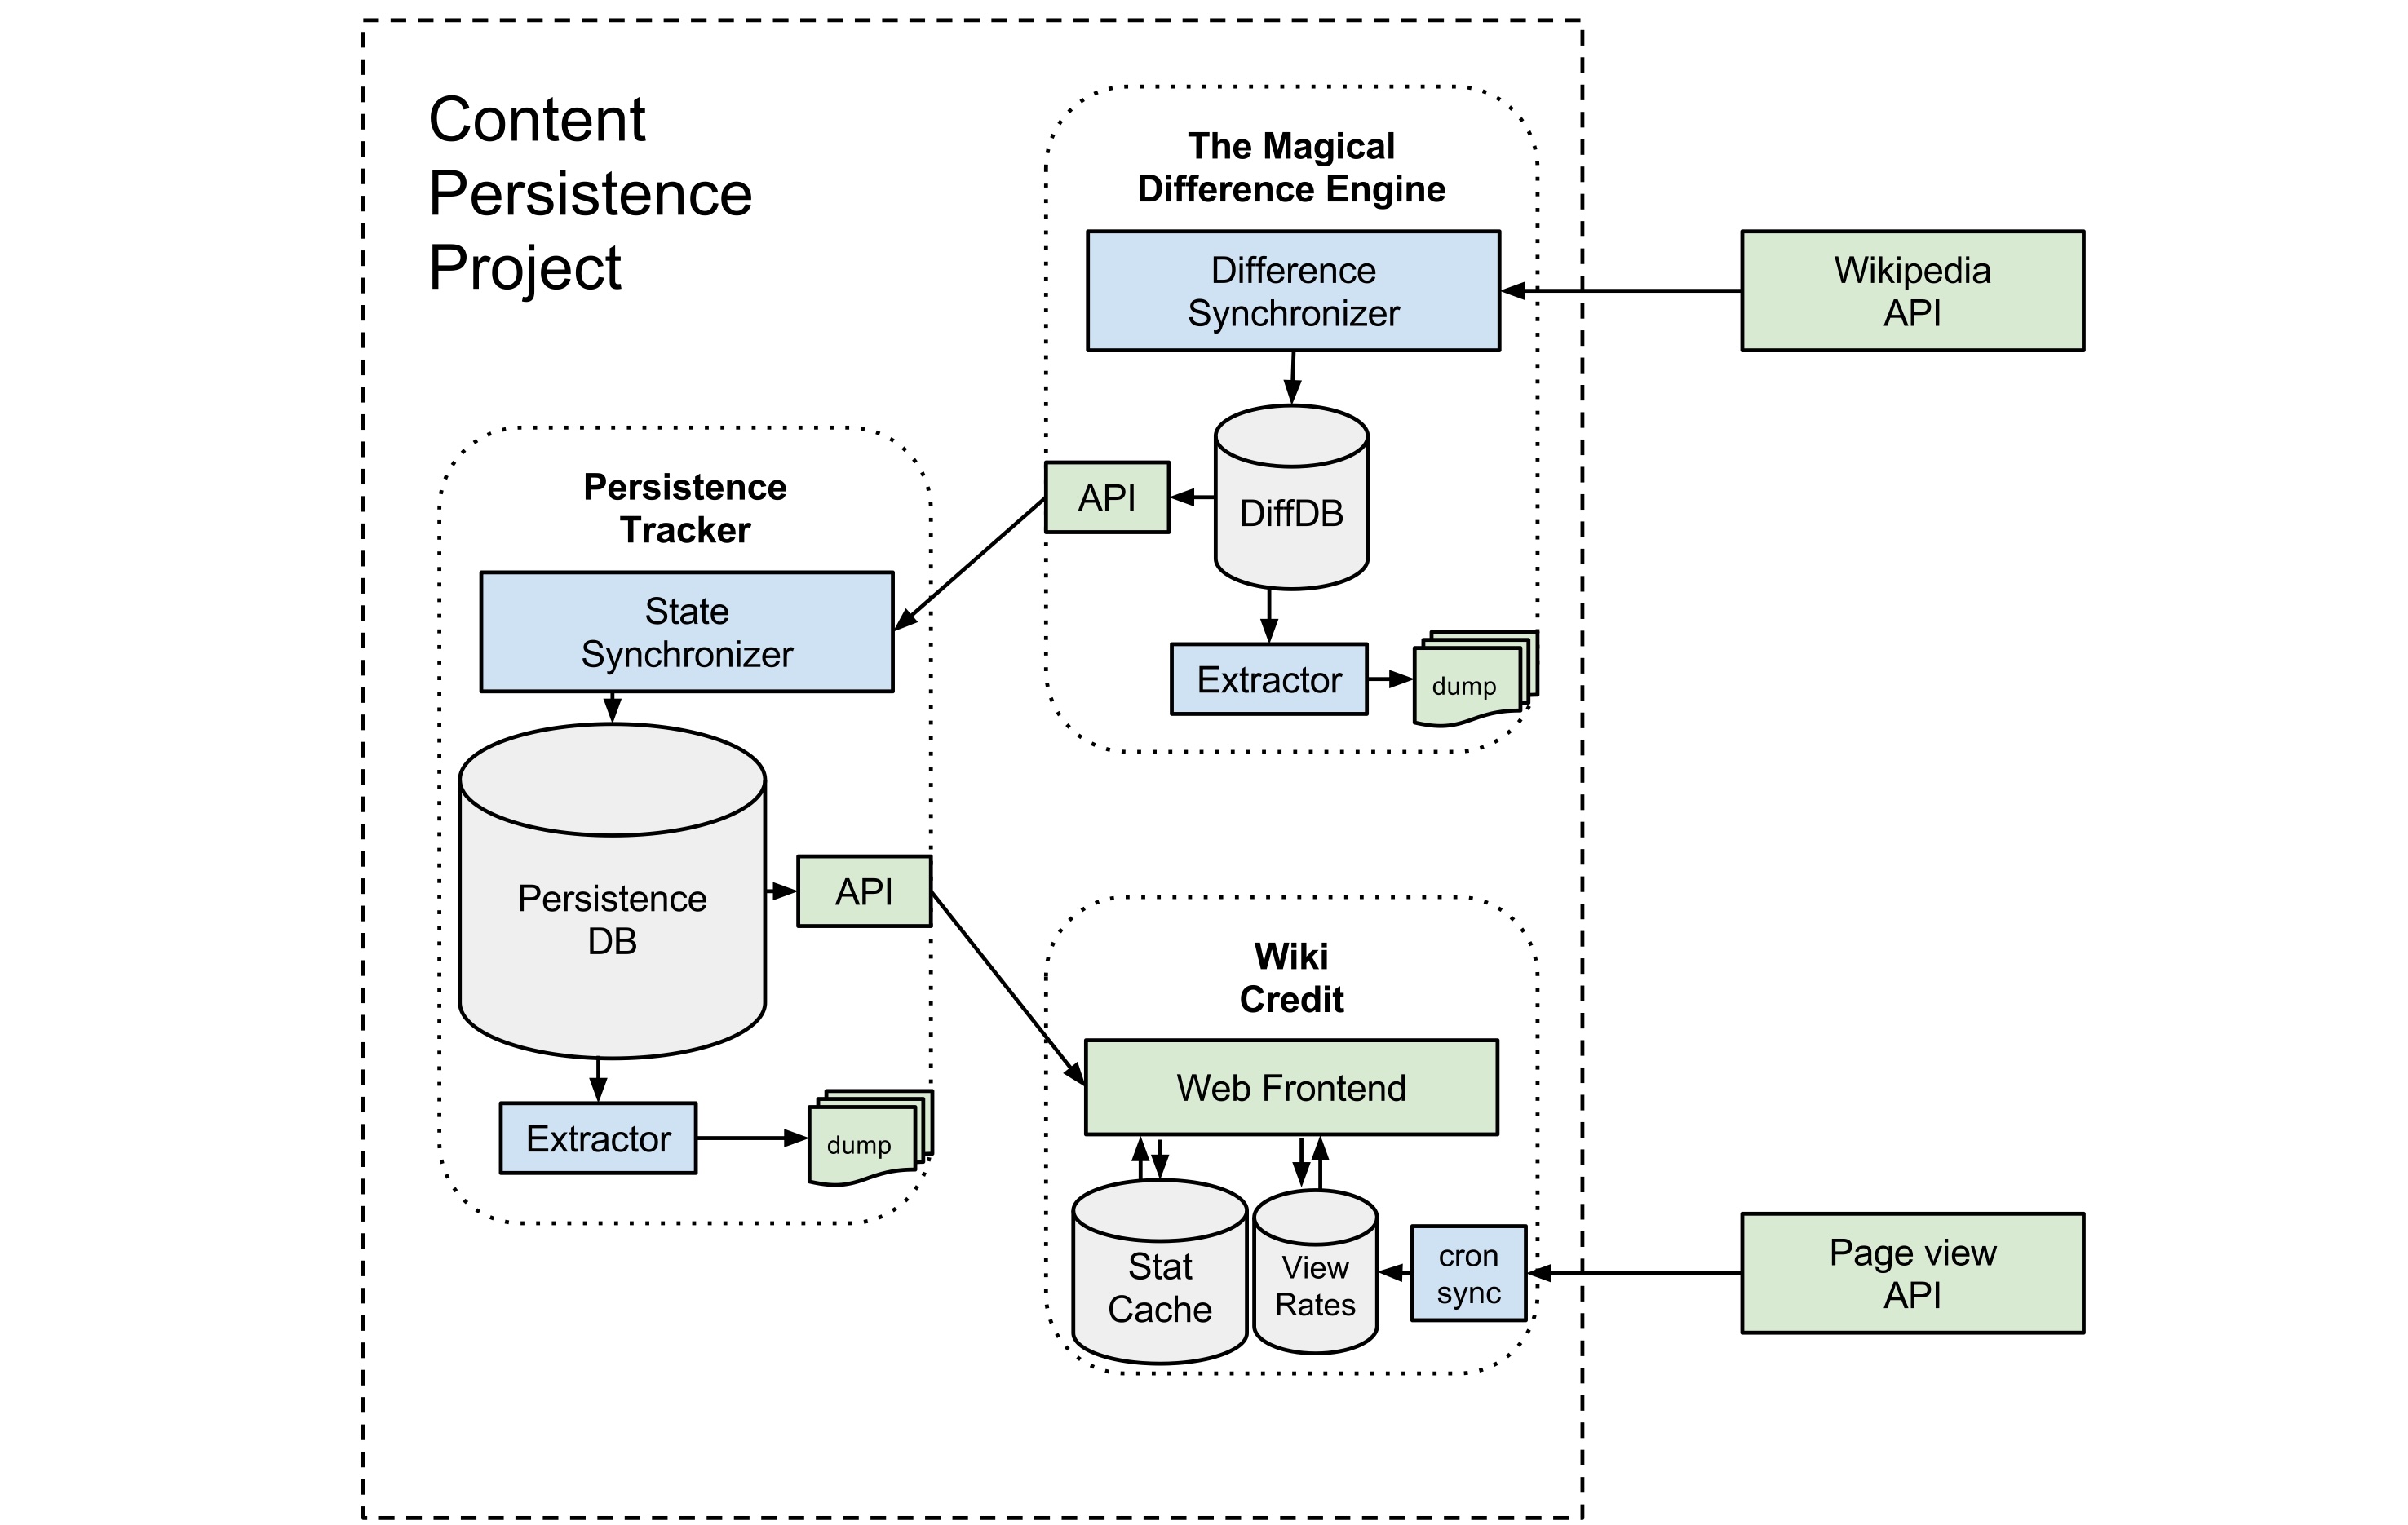 Content
Persistence
Project
The Magical
Difference Engine
Difference
Synchronizer
Wikipedia
API
DiffDB
API
Extractor
dump
Persistence
Tracker
State
Synchronizer
Persistence
DB
API
Extractor
dump
Wiki
Credit
Web Frontend
Stat
Cache
View
Rates
cron
sync
Page view
API